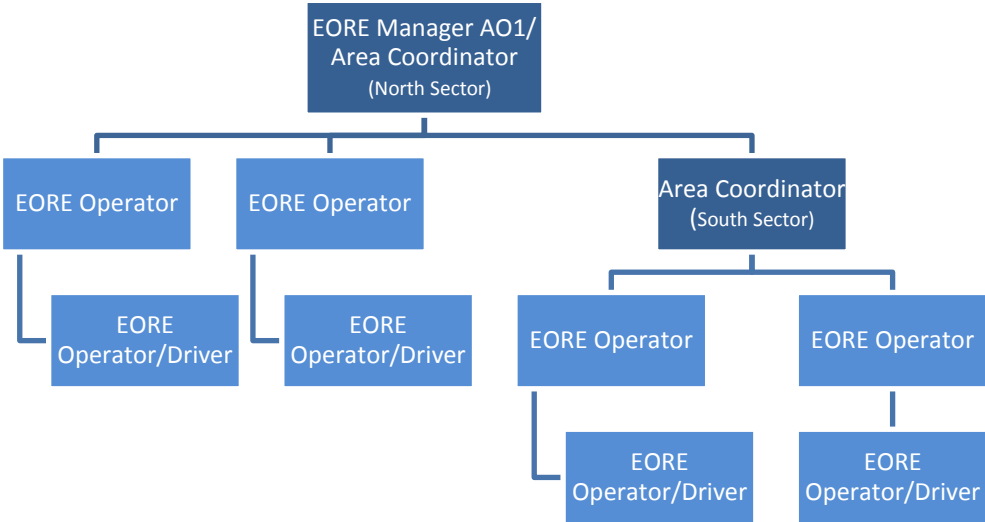 EORE Manager AO1/
Area Coordinator
(North Sector)
EORE Operator
EORE Operator
Area Coordinator
(South Sector)
EORE
Operator/Driver
EORE
Operator/Driver
EORE Operator
EORE Operator
EORE
Operator/Driver
EORE
Operator/Driver